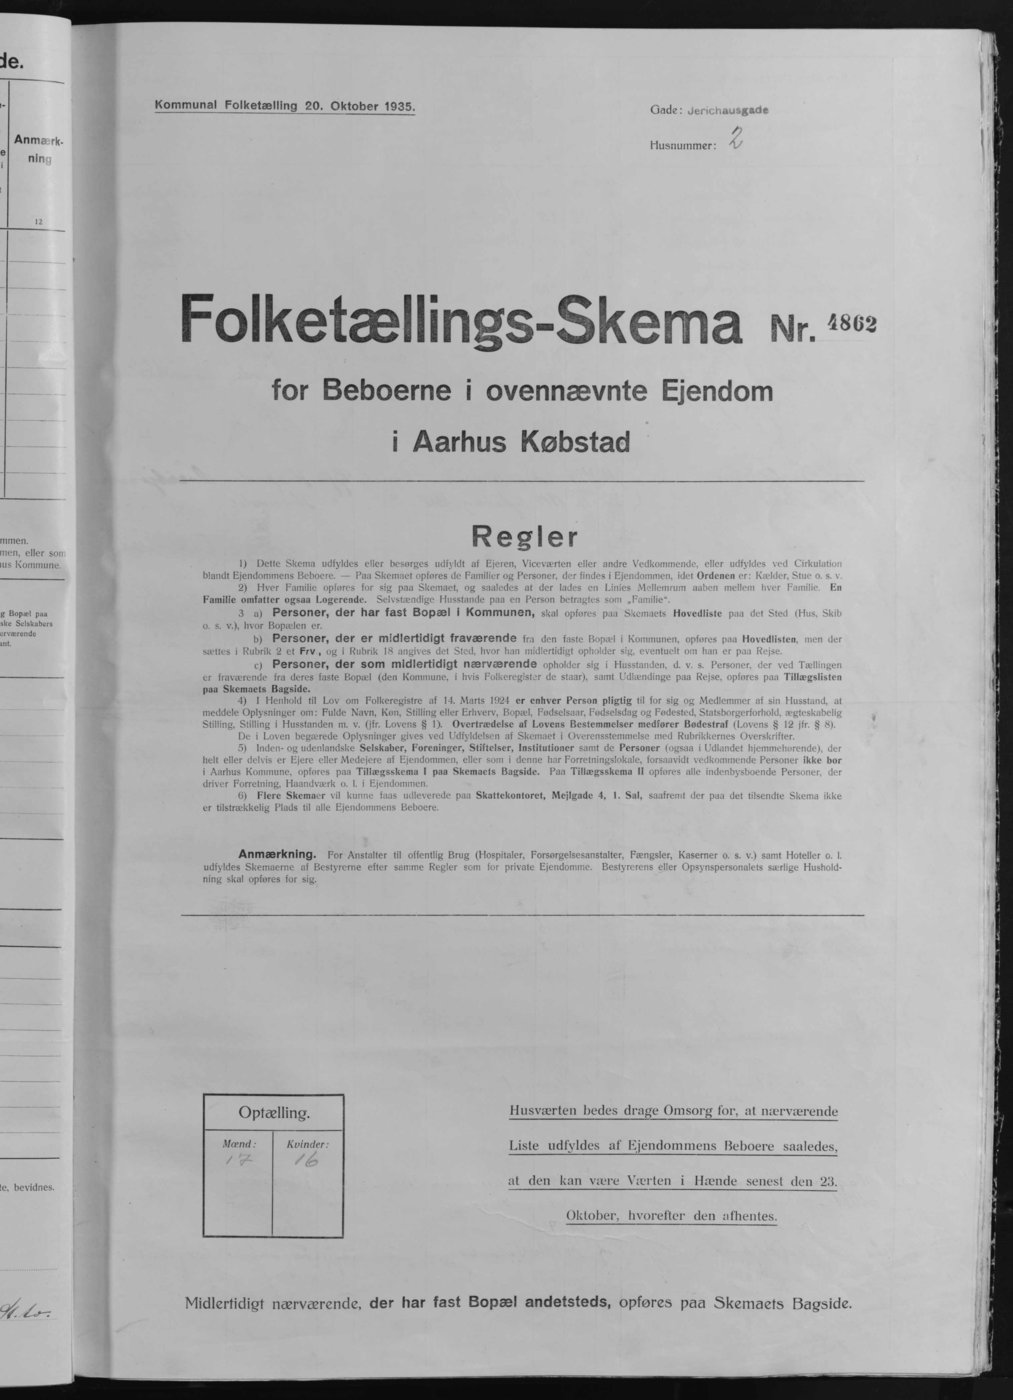 de.
Anmærk-
ning
12
mmen.
men, eller som
us Kommune.
g Bopæl paa
ske Selskabers
erværende
ant.
te, bevidnes.
Kommunal Folketælling 20. Oktober 1935.
Gade: Jerichausgade
Husnummer: 2
Folketællings-Skema Nr. 4862
for Beboerne i ovennævnte Ejendom
i Aarhus Købstad
Regler
1) Dette Skema udfyldes eller besørges udfyldt af Ejeren, Viceværten eller andre Vedkommende, eller udfyldes ved Cirkulation
blandt Ejendommens Beboere. — Paa Skemaet opføres de Familier og Personer, der findes i Ejendommen, idet Ordenen er: Kælder, Stue o. s. v.
2) Hver Familie opføres for sig paa Skemaet, og saaledes at der lades en Linies Mellemrum aaben mellem hver Familie. En
Familie omfatter ogsaa Logerende. Selvstændige Husstande paa en Person betragtes som „Familie".
3 a) Personer, der har fast Bopæl i Kommunen, skal opføres paa Skemaets Hovedliste paa det Sted (Hus, Skib
o. s. v.), hvor Bopælen er.
b) Personer, der er midlertidigt fraværende fra den faste Bopæl i Kommunen, opføres paa Hovedlisten, men der
sættes i Rubrik 2 et Frv., og i Rubrik 18 angives det Sted, hvor han midlertidigt opholder sig, eventuelt om han er paa Rejse.
c) Personer, der som midlertidigt nærværende opholder sig i Husstanden, d. v. s. Personer, der ved Tællingen
er fraværende fra deres faste Bopæl (den Kommune, i hvis Folkeregister de staar), samt Udlændinge paa Rejse, opføres paa Tillægslisten
paa Skemaets Bagside.
4) I Henhold til Lov om Folkeregistre af 14. Marts 1924 er enhver Person pligtig til for sig og Medlemmer af sin Husstand, at
meddele Oplysninger om: Fulde Navn, Køn, Stilling eller Erhverv, Bopæl, Fødselsaar, Fødselsdag og Fødested, Statsborgerforhold, ægteskabelig
Stilling, Stilling i Husstanden m. v. (jfr. Lovens § 1). Overtrædelse af Lovens Bestemmelser medfører Bødestraf (Lovens § 12 jfr. § 8).
De i Loven begærede Oplysninger gives ved Udfyldelsen af Skemaet i Overensstemmelse med Rubrikkernes Overskrifter.
5) Inden- og udenlandske Selskaber, Foreninger, Stiftelser, Institutioner samt de Personer (ogsaa i Udlandet hjemmehørende), der
helt eller delvis er Ejere eller Medejere af Ejendommen, eller som i denne har Forretningslokale, forsaavidt vedkommende Personer ikke bor
i Aarhus Kommune, opføres paa Tillægsskema I paa Skemaets Bagside. Paa Tillægsskema II opføres alle indenbysboende Personer, der
driver Forretning, Haandværk o. l. i Ejendommen.
6) Flere Skemaer vil kunne faas udleverede paa Skattekontoret, Mejlgade 4, 1. Sal, saafremt der paa det tilsendte Skema ikke
er tilstrækkelig Plads til alle Ejendommens Beboere.
Anmærkning. For Anstalter til offentlig Brug (Hospitaler, Forsørgelsesanstalter, Fængsler, Kaserner o. s. v.) samt Hoteller o. l.
udfyldes Skemaerne af Bestyrerne efter samme Regler som for private Ejendomme. Bestyrerens eller Opsynspersonalets særlige Hushold-
ning skal opføres for sig.
Optælling.
Mænd: Kvinder:
17 16
Husværten bedes drage Omsorg for, at nærværende
Liste udfyldes af Ejendommens Beboere saaledes,
at den kan være Værten i Hænde senest den 23.
Oktober, hvorefter den afhentes.
Midlertidigt nærværende, der har fast Bopæl andetsteds, opføres paa Skemaets Bagside.